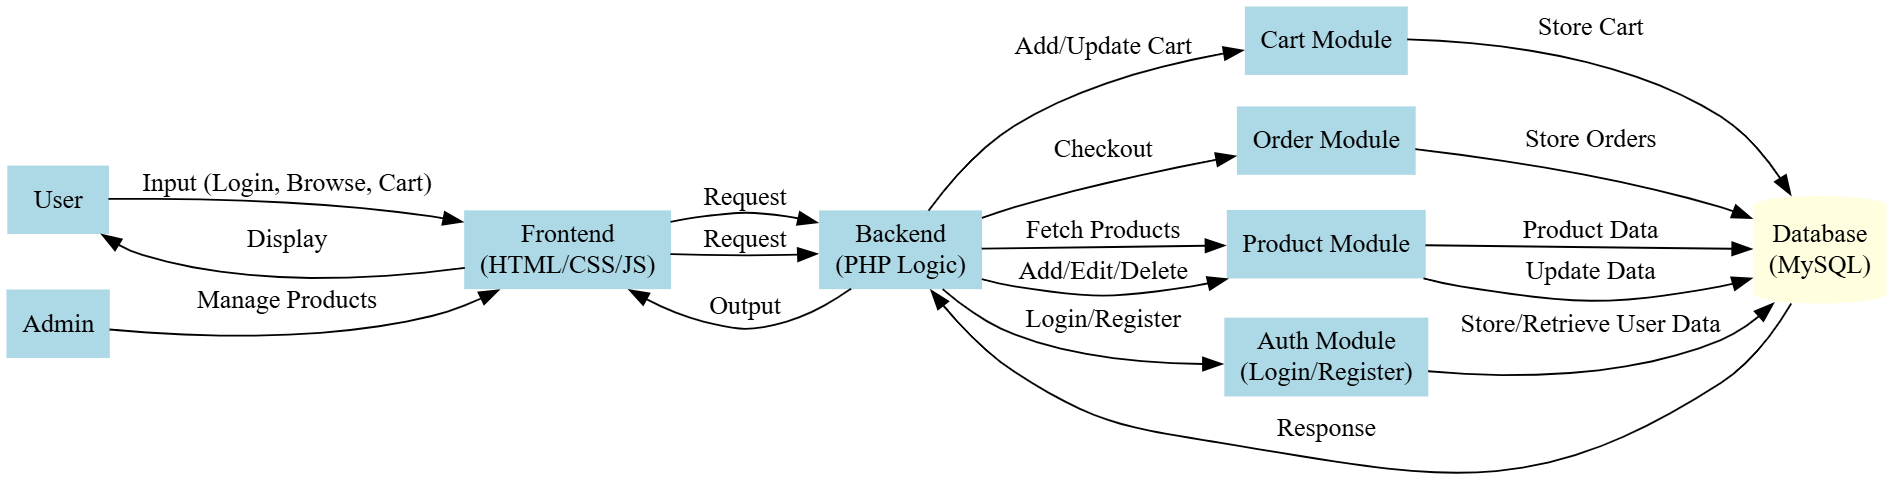 User
Admin
Input (Login, Browse, Cart)
Display
Manage Products
Frontend
(HTML/CSS/JS)
Request
Request
Output
Backend
(PHP Logic)
Add/Update Cart
Checkout
Fetch Products
Add/Edit/Delete
Login/Register
Cart Module
Order Module
Product Module
Auth Module
(Login/Register)
Response
Store Cart
Store Orders
Product Data
Update Data
Store/Retrieve User Data
Database
(MySQL)